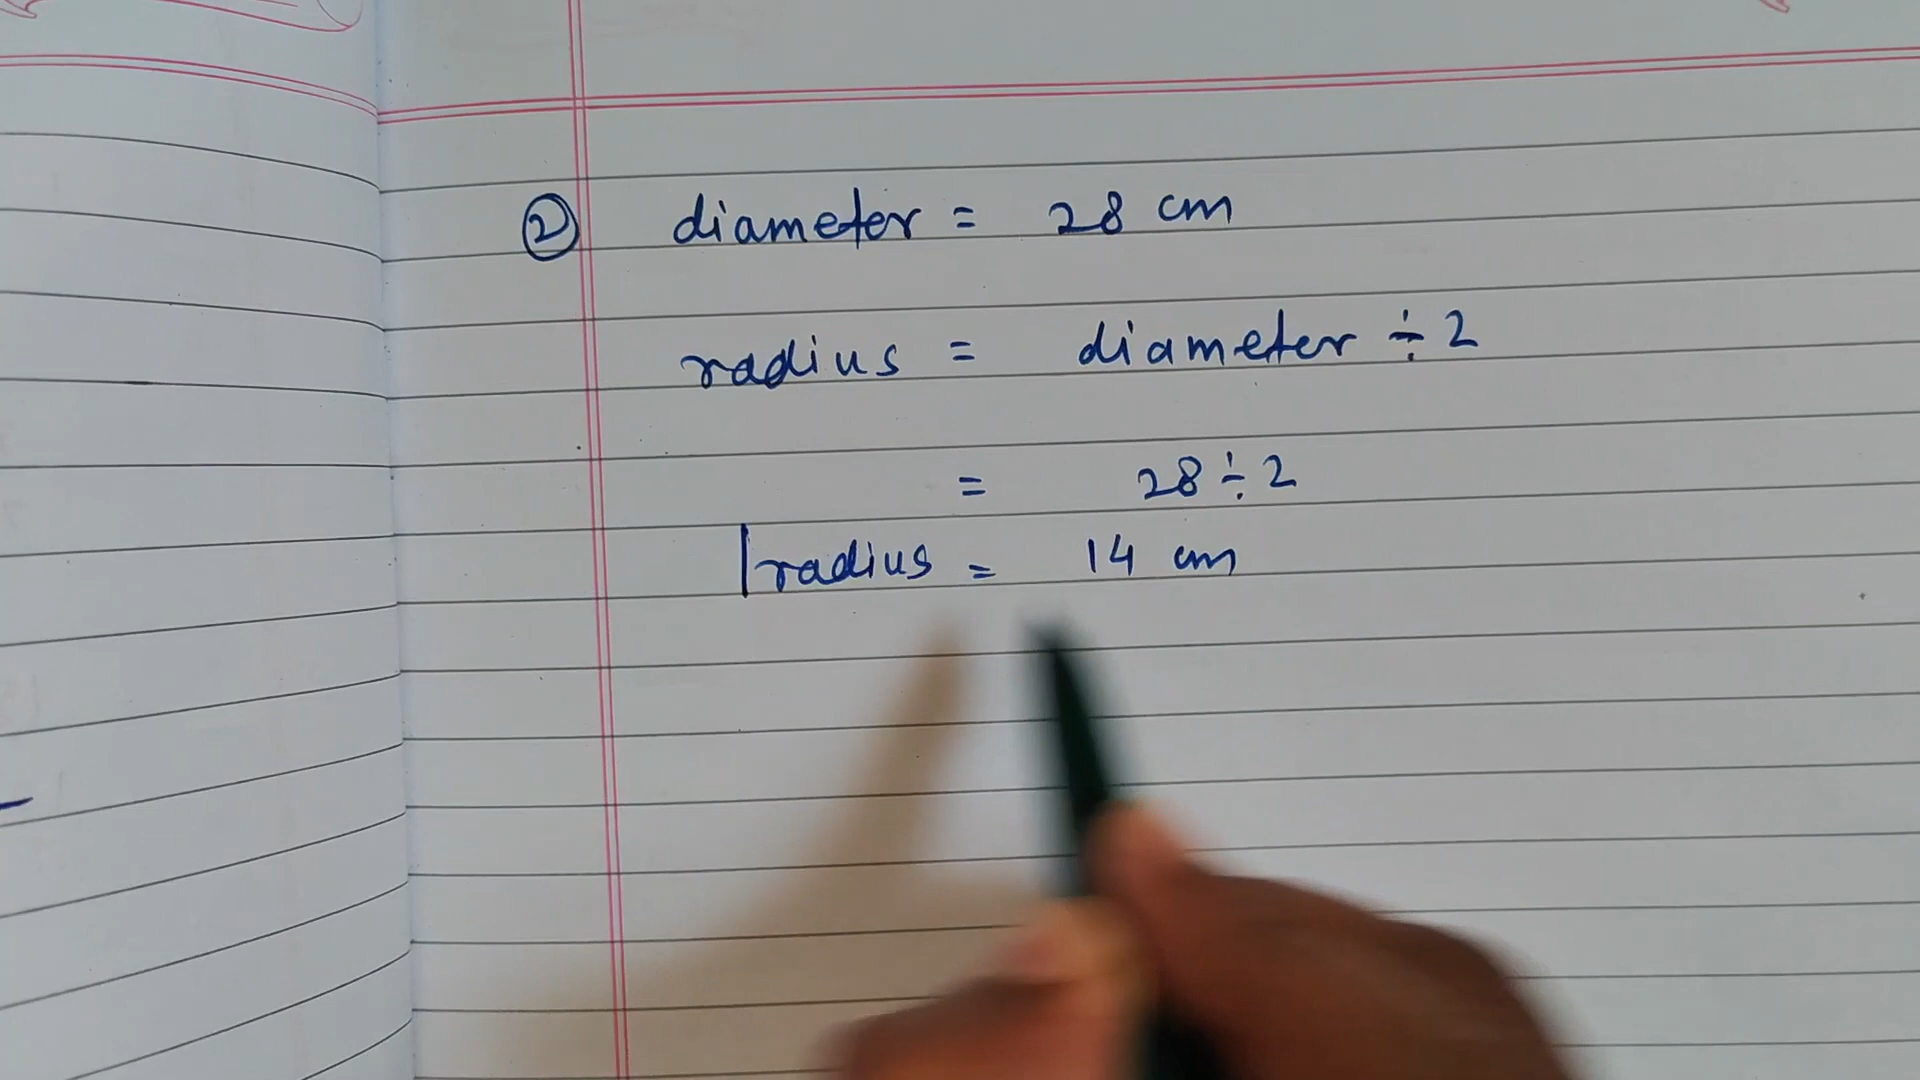 ② diameter = 28 cm
radius = diameter ÷ 2
= 28 ÷ 2
radius = 14 cm